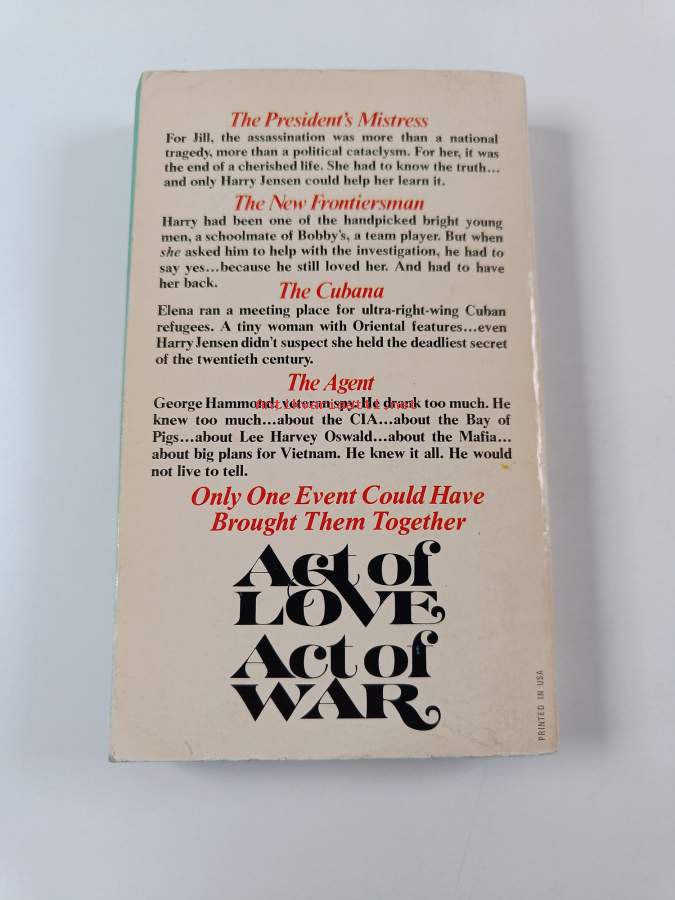 The President's Mistress
For Jill, the assassination was more than a national
tragedy, more than a political cataclysm. For her, it was
the end of a cherished life. She had to know the truth...
and only Harry Jensen could help her learn it.
The New Frontiersman
Harry had been one of the handpicked bright young
men, a schoolmate of Bobby's, a team player. But when
she asked him to help with the investigation, he had to
say yes...because he still loved her. And had to have
her back.
The Cubana
Elena ran a meeting place for ultra-right-wing Cuban
refugees. A tiny woman with Oriental features...even
Harry Jensen didn't suspect she held the deadliest secret
of the twentieth century.
The Agent
George Hammond, veteran spy. He drank too much. He
knew too much...about the CIA...about the Bay of
Pigs...about Lee Harvey Oswald...about the Mafia...
about big plans for Vietnam. He knew it all. He would
not live to tell.
Only One Event Could Have
Brought Them Together
Act of
LOVE
Act of
WAR
PRINTED IN USA